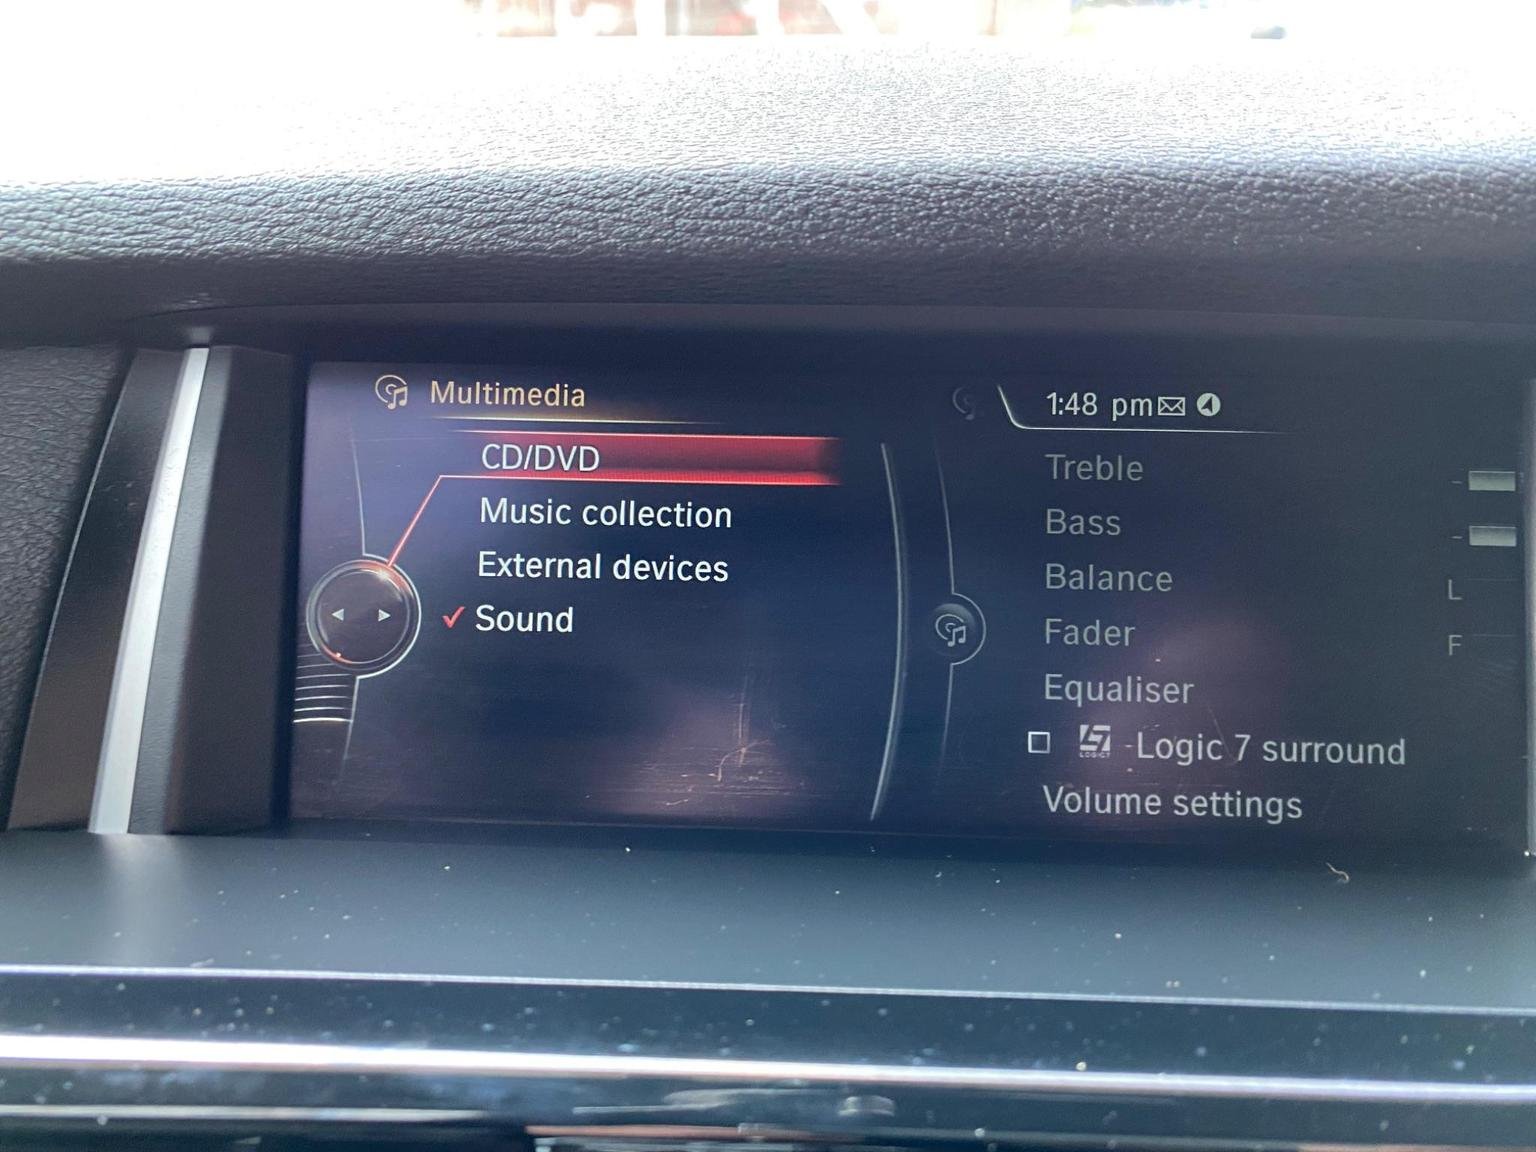 Multimedia
CD/DVD
Music collection
External devices
✓ Sound
1:48 pm
Treble
Bass
Balance L
Fader F
Equaliser
LOGIC7 Logic 7 surround
Volume settings